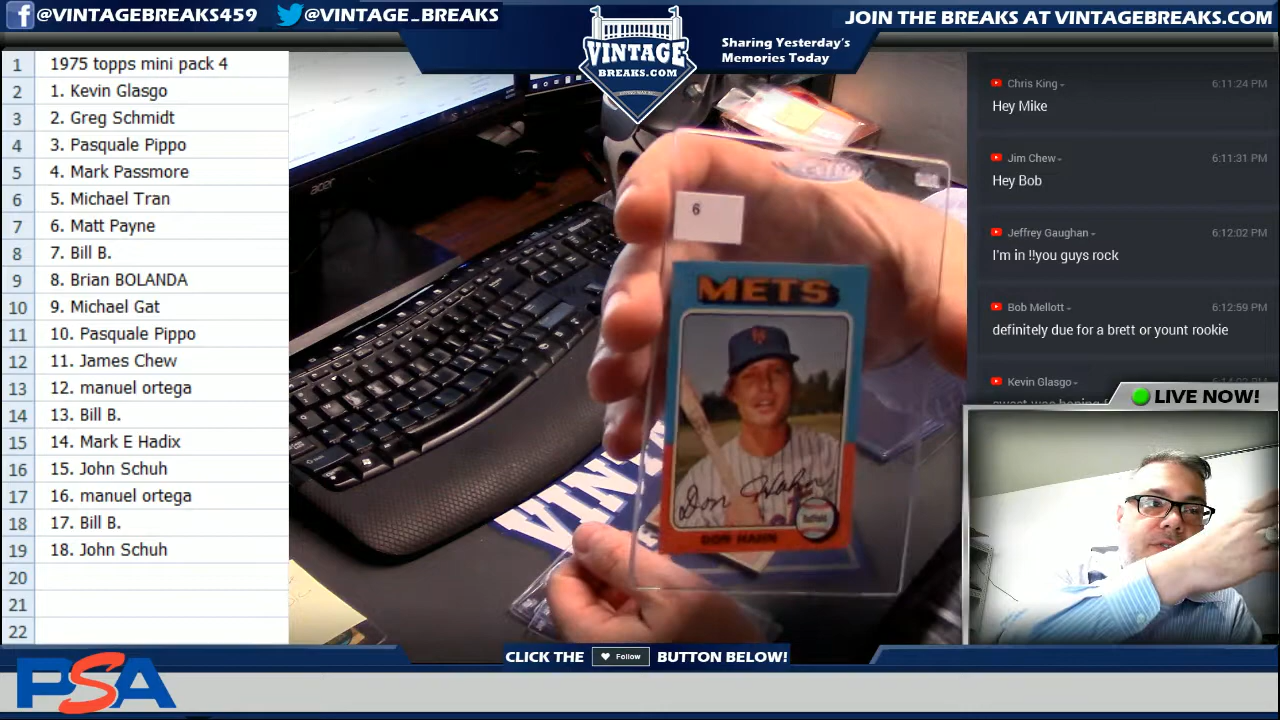 @VINTAGEBREAKS459
@VINTAGE_BREAKS
VINTAGE
BREAKS.COM
Sharing Yesterday's
Memories Today
JOIN THE BREAKS AT VINTAGEBREAKS.COM
1 1975 topps mini pack 4
2 1. Kevin Glasgo
3 2. Greg Schmidt
4 3. Pasquale Pippo
5 4. Mark Passmore
6 5. Michael Tran
7 6. Matt Payne
8 7. Bill B.
9 8. Brian BOLANDA
10 9. Michael Gat
11 10. Pasquale Pippo
12 11. James Chew
13 12. manuel ortega
14 13. Bill B.
15 14. Mark E Hadix
16 15. John Schuh
17 16. manuel ortega
18 17. Bill B.
19 18. John Schuh
20
21
22
acer
6
METS
Don Hahn
Outfield
DON HAHN
Chris King 6:11:24 PM
Hey Mike
Jim Chew 6:11:31 PM
Hey Bob
Jeffrey Gaughan 6:12:02 PM
I'm in !!you guys rock
Bob Mellott 6:12:59 PM
definitely due for a brett or yount rookie
Kevin Glasgo
LIVE NOW!
CLICK THE Follow BUTTON BELOW!
PSA